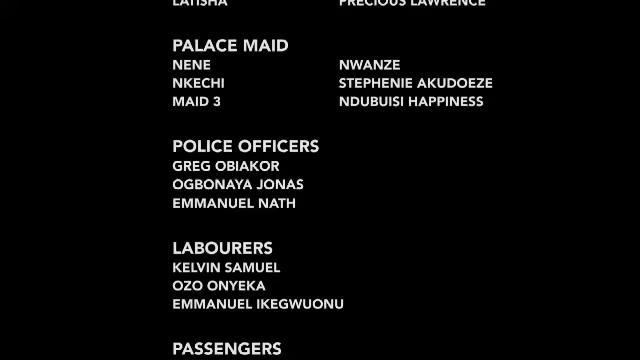 LATISHA PRECIOUS LAWRENCE
PALACE MAID
NENE NWANZE
NKECHI STEPHENIE AKUDOEZE
MAID 3 NDUBUISI HAPPINESS
POLICE OFFICERS
GREG OBIAKOR
OGBONAYA JONAS
EMMANUEL NATH
LABOURERS
KELVIN SAMUEL
OZO ONYEKA
EMMANUEL IKEGWUONU
PASSENGERS